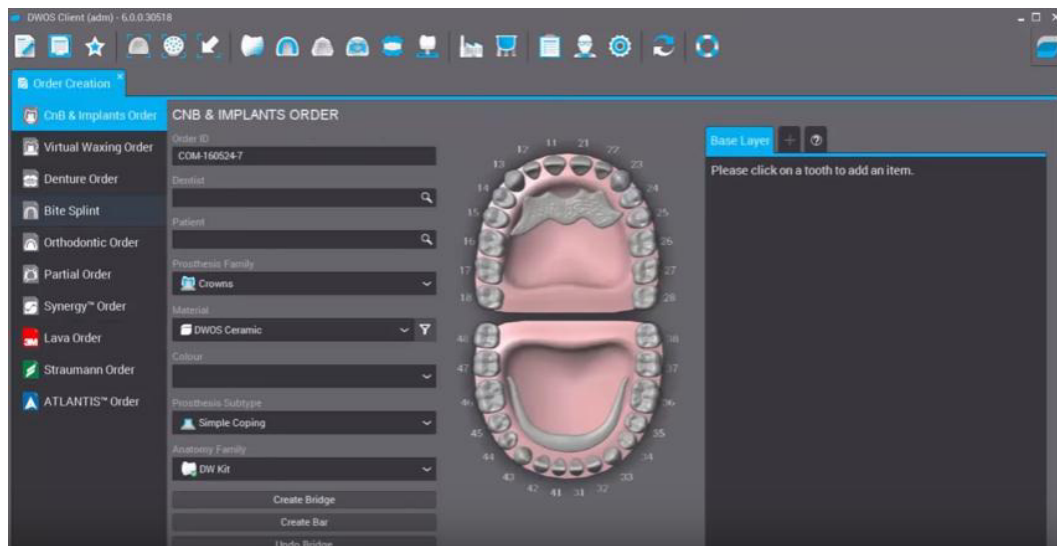 DWOS Client (adm) - 6.0.0.30518
Order Creation
CnB & Implants Order
Virtual Waxing Order
Denture Order
Bite Splint
Orthodontic Order
Partial Order
Synergy™ Order
3M
Lava Order
Straumann Order
ATLANTIS™ Order
CNB & IMPLANTS ORDER
Order ID
COM-160524-7
Dentist
Patient
Prosthesis Family
Crowns
Material
DWOS Ceramic
Colour
Prosthesis Subtype
Simple Coping
Anatomy Family
DW Kit
Create Bridge
Create Bar
Undo Bridge
12 11 21 22
13 23
14 24
15 25
16 26
17 27
18 28
48 38
47 37
46 36
45 35
44 34
43 33
42 41 31 32
Base Layer + ?
Please click on a tooth to add an item.